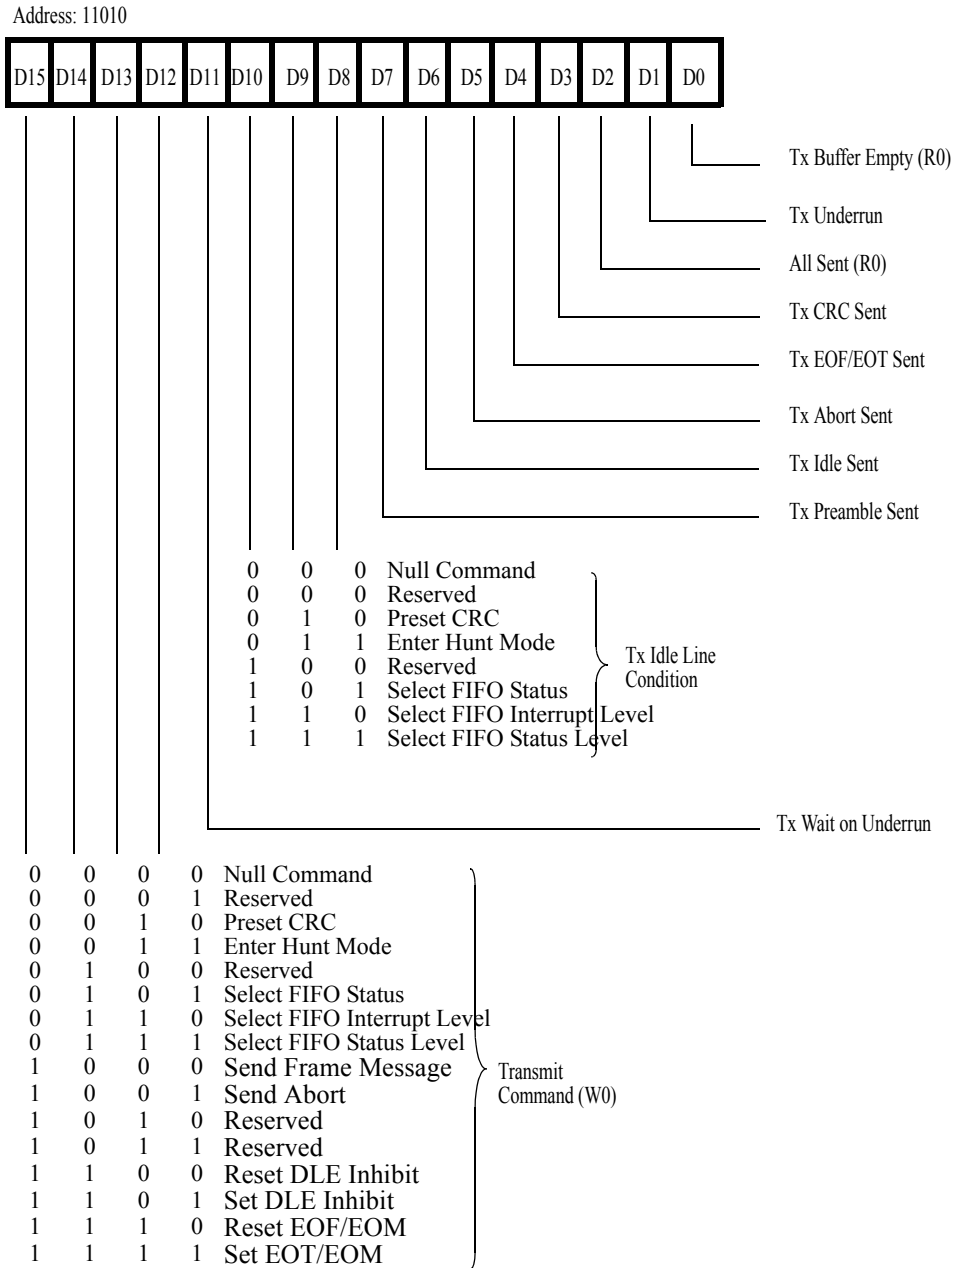 Address: 11010
D15 D14 D13 D12 D11 D10 D9 D8 D7 D6 D5 D4 D3 D2 D1 D0
Tx Buffer Empty (R0)
Tx Underrun
All Sent (R0)
Tx CRC Sent
Tx EOF/EOT Sent
Tx Abort Sent
Tx Idle Sent
Tx Preamble Sent
0 0 0 Null Command
0 0 0 Reserved
0 1 0 Preset CRC
0 1 1 Enter Hunt Mode
1 0 0 Reserved
1 0 1 Select FIFO Status
1 1 0 Select FIFO Interrupt Level
1 1 1 Select FIFO Status Level
Tx Idle Line
Condition
Tx Wait on Underrun
0 0 0 0 Null Command
0 0 0 1 Reserved
0 0 1 0 Preset CRC
0 0 1 1 Enter Hunt Mode
0 1 0 0 Reserved
0 1 0 1 Select FIFO Status
0 1 1 0 Select FIFO Interrupt Level
0 1 1 1 Select FIFO Status Level
1 0 0 0 Send Frame Message
1 0 0 1 Send Abort
1 0 1 0 Reserved
1 0 1 1 Reserved
1 1 0 0 Reset DLE Inhibit
1 1 0 1 Set DLE Inhibit
1 1 1 0 Reset EOF/EOM
1 1 1 1 Set EOT/EOM
Transmit
Command (W0)